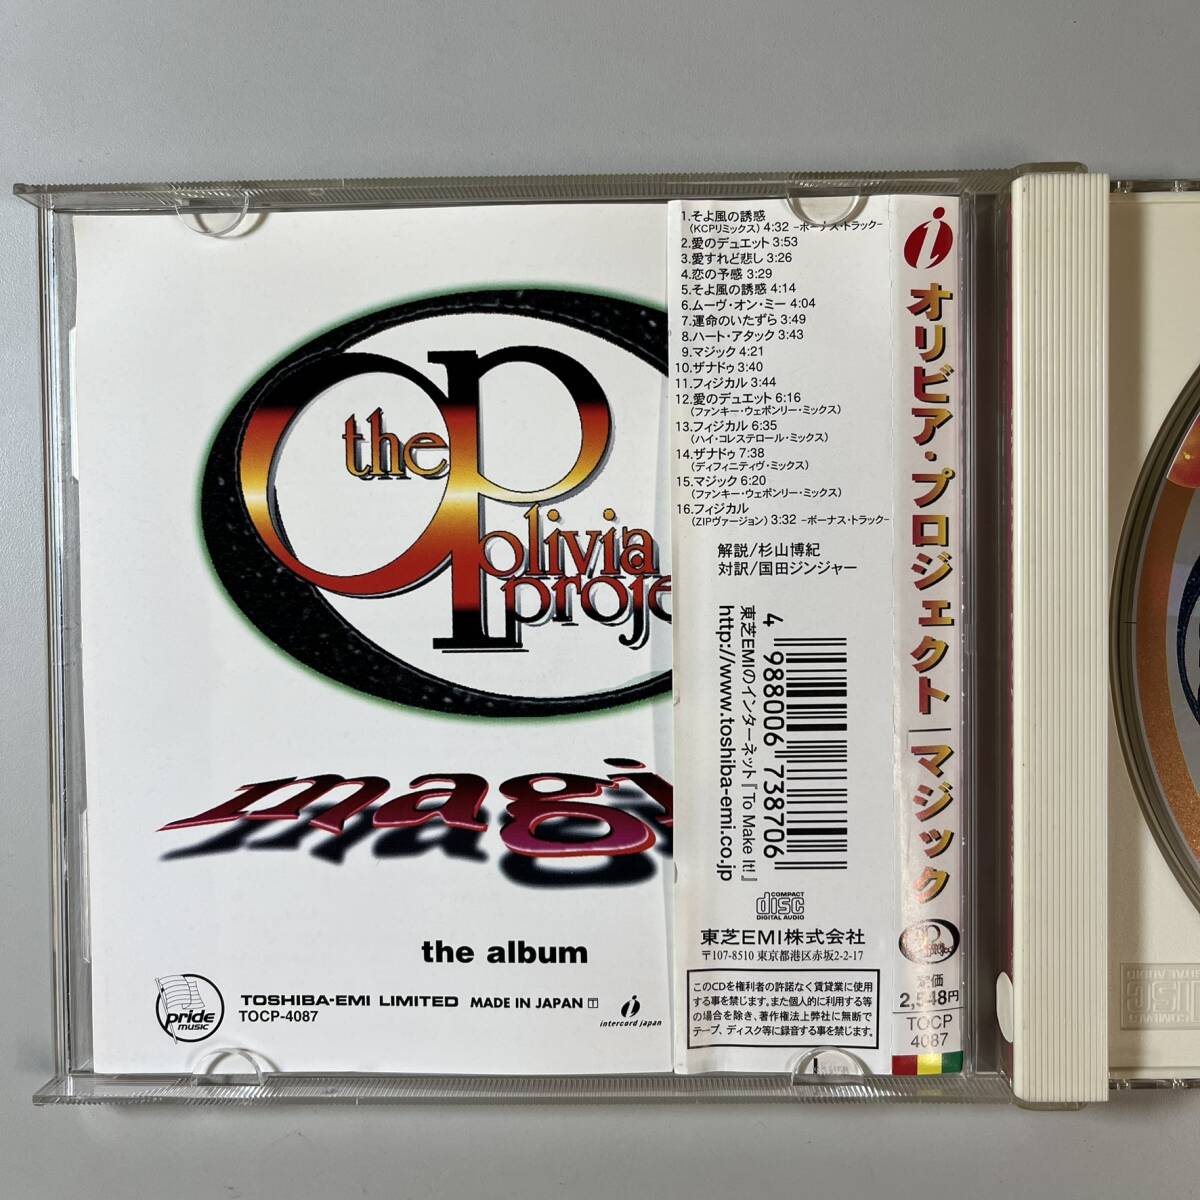 the
olivia
proje
magi
the album
pride
MUSIC
TOSHIBA-EMI LIMITED MADE IN JAPAN
TOCP-4087
i
intercord japan
1.そよ風の誘惑
(KCPリミックス) 4:32 -ボーナス・トラック-
2.愛のデュエット 3:53
3.愛すれど悲し 3:26
4.恋の予感 3:29
5.そよ風の誘惑 4:14
6.ムーヴ・オン・ミー 4:04
7.運命のいたずら 3:49
8.ハート・アタック 3:43
9.マジック 4:21
10.ザナドゥ 3:40
11.フィジカル 3:44
12.愛のデュエット 6:16
(ファンキー・ウェポンリー・ミックス)
13.フィジカル 6:35
(ハイ・コレステロール・ミックス)
14.ザナドゥ 7:38
(ディフィニティヴ・ミックス)
15.マジック 6:20
(ファンキー・ウェポンリー・ミックス)
16.フィジカル
(ZIPヴァージョン) 3:32 -ボーナス・トラック-
解説/杉山博紀
対訳/国田ジンジャー
4 988006 738706
東芝EMIのインターネット『To Make It!』
http://www.toshiba-emi.co.jp
COMPACT
disc
DIGITAL AUDIO
東芝EMI株式会社
〒107-8510 東京都港区赤坂2-2-17
このCDを権利者の許諾なく賃貸業に使用
する事を禁じます。また個人的に利用する等
の場合を除き、著作権法上弊社に無断で
テープ、ディスク等に録音する事を禁じます。
i
オリビア・プロジェクト|マジック
定価
2,548円
TOCP
4087